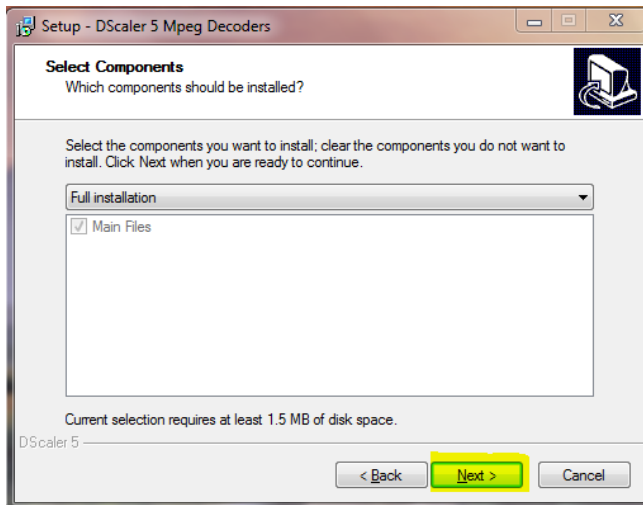 Setup - DScaler 5 Mpeg Decoders
Select Components
Which components should be installed?
Select the components you want to install; clear the components you do not want to
install. Click Next when you are ready to continue.
Full installation
Main Files
Current selection requires at least 1.5 MB of disk space.
DScaler 5
< Back
Next >
Cancel